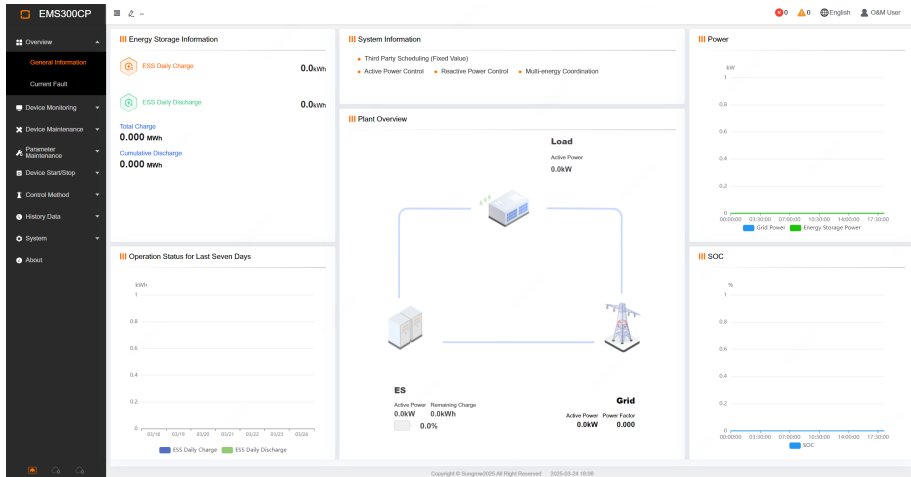 EMS300CP
0
0
English
O&M User
Overview
General Information
Current Fault
Device Monitoring
Device Maintenance
Parameter
Maintenance
Device Start/Stop
Control Method
History Data
System
About
Energy Storage Information
ESS Daily Charge
0.0kWh
ESS Daily Discharge
0.0kWh
Total Charge
0.000 MWh
Cumulative Discharge
0.000 MWh
System Information
Third Party Scheduling (Fixed Value)
Active Power Control
Reactive Power Control
Multi-energy Coordination
Plant Overview
Load
Active Power
0.0kW
ES
Active Power Remaining Charge
0.0kW 0.0kWh
0.0%
Grid
Active Power Power Factor
0.0kW 0.000
Power
kW
1
0.8
0.6
0.4
0.2
0
00:00:00 03:30:00 07:00:00 10:30:00 14:00:00 17:30:00
Grid Power Energy Storage Power
Operation Status for Last Seven Days
kWh
1
0.8
0.6
0.4
0.2
0
03/18 03/19 03/20 03/21 03/22 03/23 03/24
ESS Daily Charge ESS Daily Discharge
SOC
%
1
0.8
0.6
0.4
0.2
0
00:00:00 03:30:00 07:00:00 10:30:00 14:00:00 17:30:00
SOC
Copyright © Sungrow2025 All Right Reserved 2025-03-24 18:08